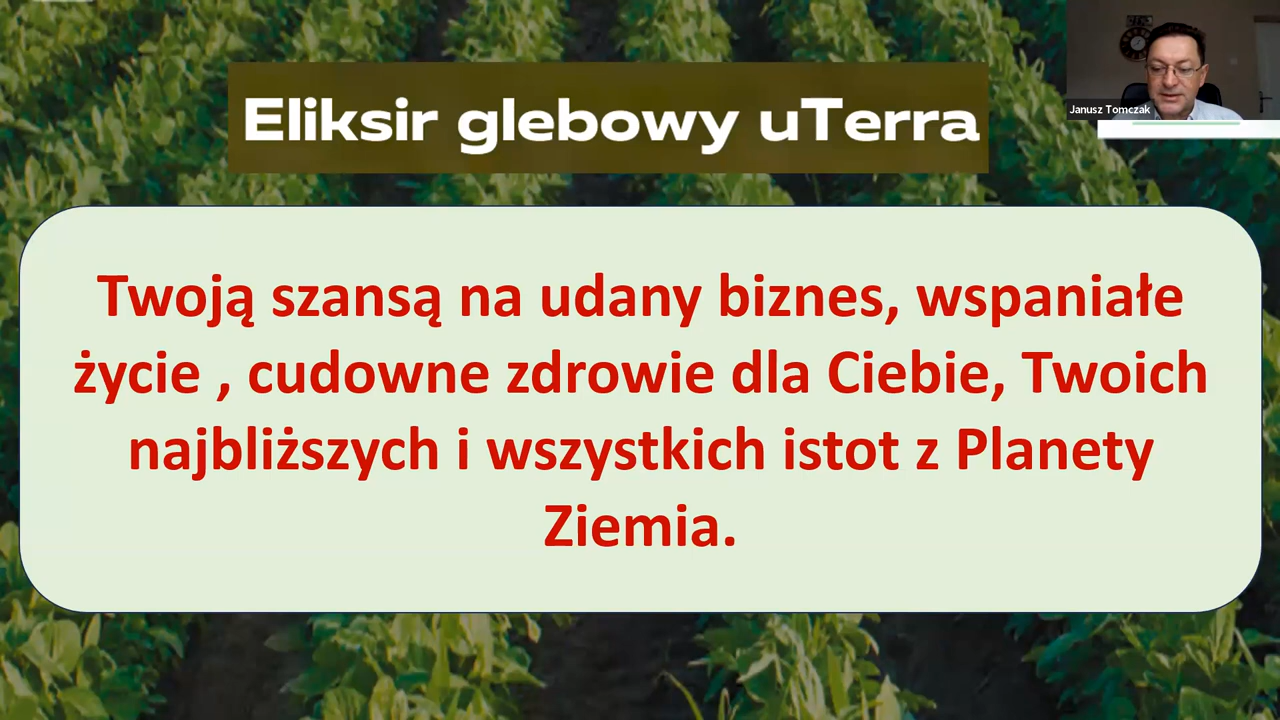 Eliksir glebowy uTerra
Janusz Tomczak
Twoją szansą na udany biznes, wspaniałe
życie , cudowne zdrowie dla Ciebie, Twoich
najbliższych i wszystkich istot z Planety
Ziemia.